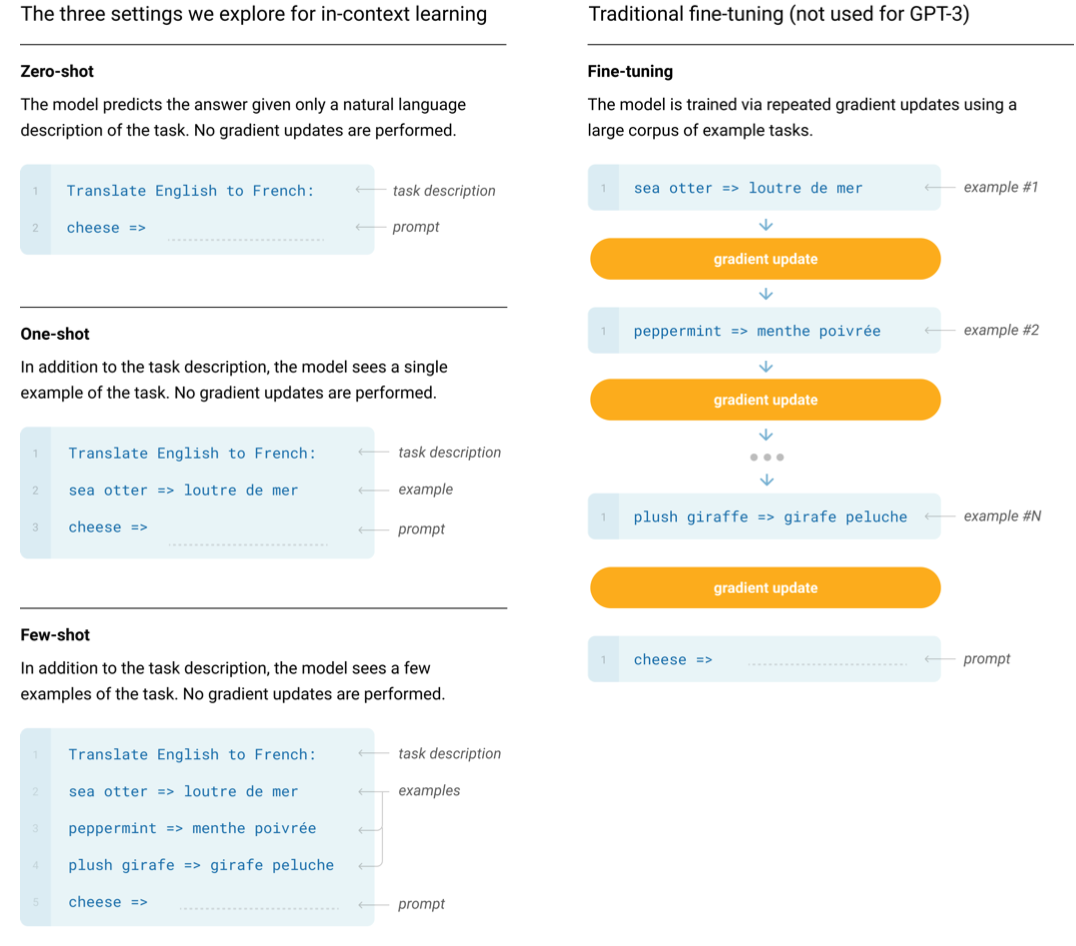 The three settings we explore for in-context learning
Zero-shot
The model predicts the answer given only a natural language
description of the task. No gradient updates are performed.
1 Translate English to French: task description
2 cheese => prompt
One-shot
In addition to the task description, the model sees a single
example of the task. No gradient updates are performed.
1 Translate English to French: task description
2 sea otter => loutre de mer example
3 cheese => prompt
Few-shot
In addition to the task description, the model sees a few
examples of the task. No gradient updates are performed.
1 Translate English to French: task description
2 sea otter => loutre de mer examples
3 peppermint => menthe poivrée
4 plush girafe => girafe peluche
5 cheese => prompt
Traditional fine-tuning (not used for GPT-3)
Fine-tuning
The model is trained via repeated gradient updates using a
large corpus of example tasks.
1 sea otter => loutre de mer example #1
gradient update
1 peppermint => menthe poivrée example #2
gradient update
1 plush giraffe => girafe peluche example #N
gradient update
1 cheese => prompt